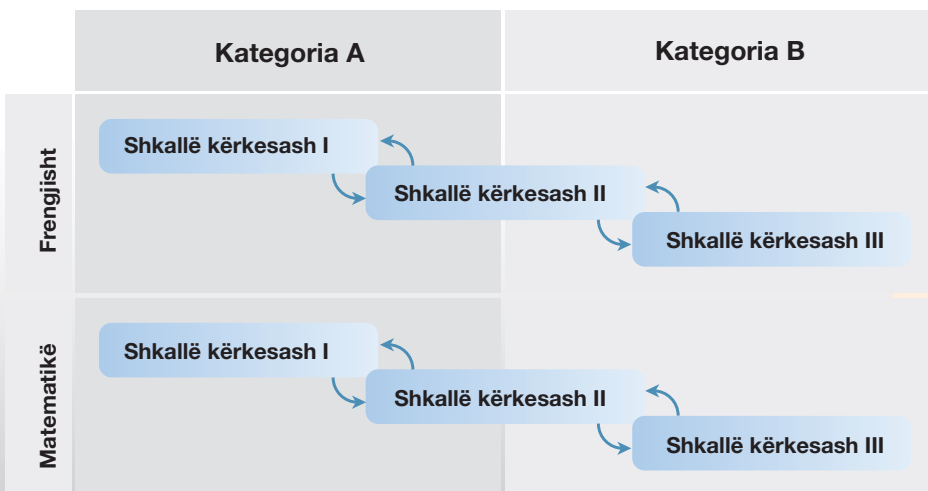 Kategoria A
Kategoria B
Frengjisht
Shkallë kërkesash I
Shkallë kërkesash II
Shkallë kërkesash III
Matematikë
Shkallë kërkesash I
Shkallë kërkesash II
Shkallë kërkesash III